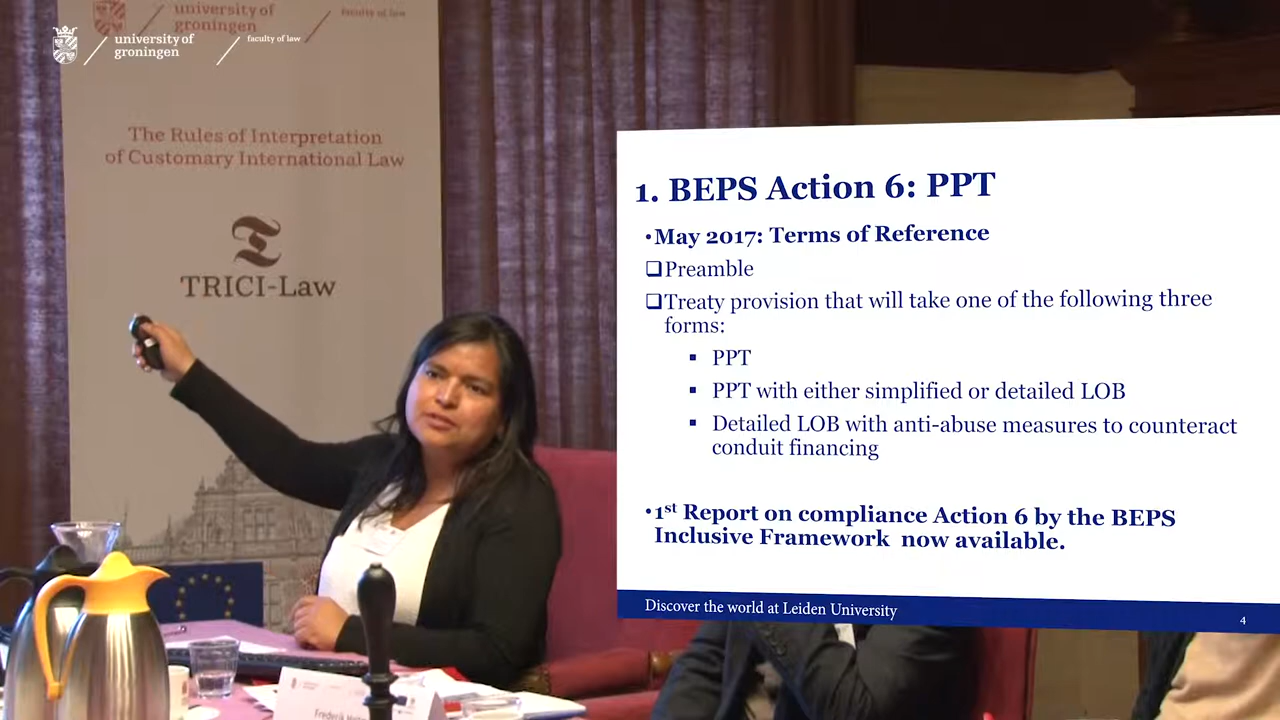 university of
groningen
faculty of law
university of
groningen
faculty of law
The Rules of Interpretation
of Customary International Law
TRICI-Law
1. BEPS Action 6: PPT
•May 2017: Terms of Reference
❑Preamble
❑Treaty provision that will take one of the following three
forms:
▪ PPT
▪ PPT with either simplified or detailed LOB
▪ Detailed LOB with anti-abuse measures to counteract
conduit financing
•1st Report on compliance Action 6 by the BEPS
Inclusive Framework now available.
Discover the world at Leiden University
4
Frederik